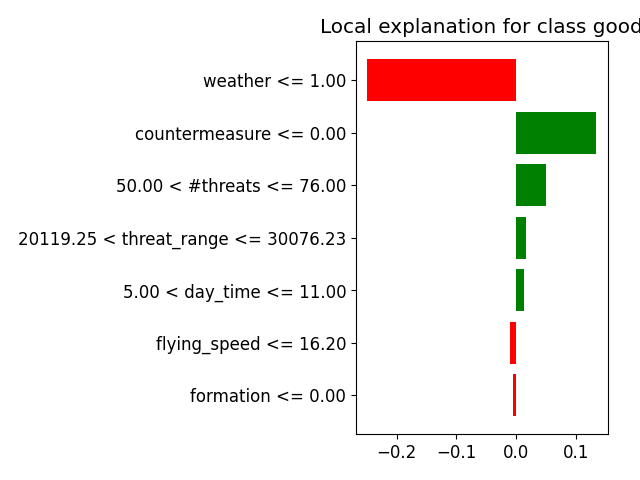 Local explanation for class good
weather <= 1.00
countermeasure <= 0.00
50.00 < #threats <= 76.00
20119.25 < threat_range <= 30076.23
5.00 < day_time <= 11.00
flying_speed <= 16.20
formation <= 0.00
−0.2 −0.1 0.0 0.1